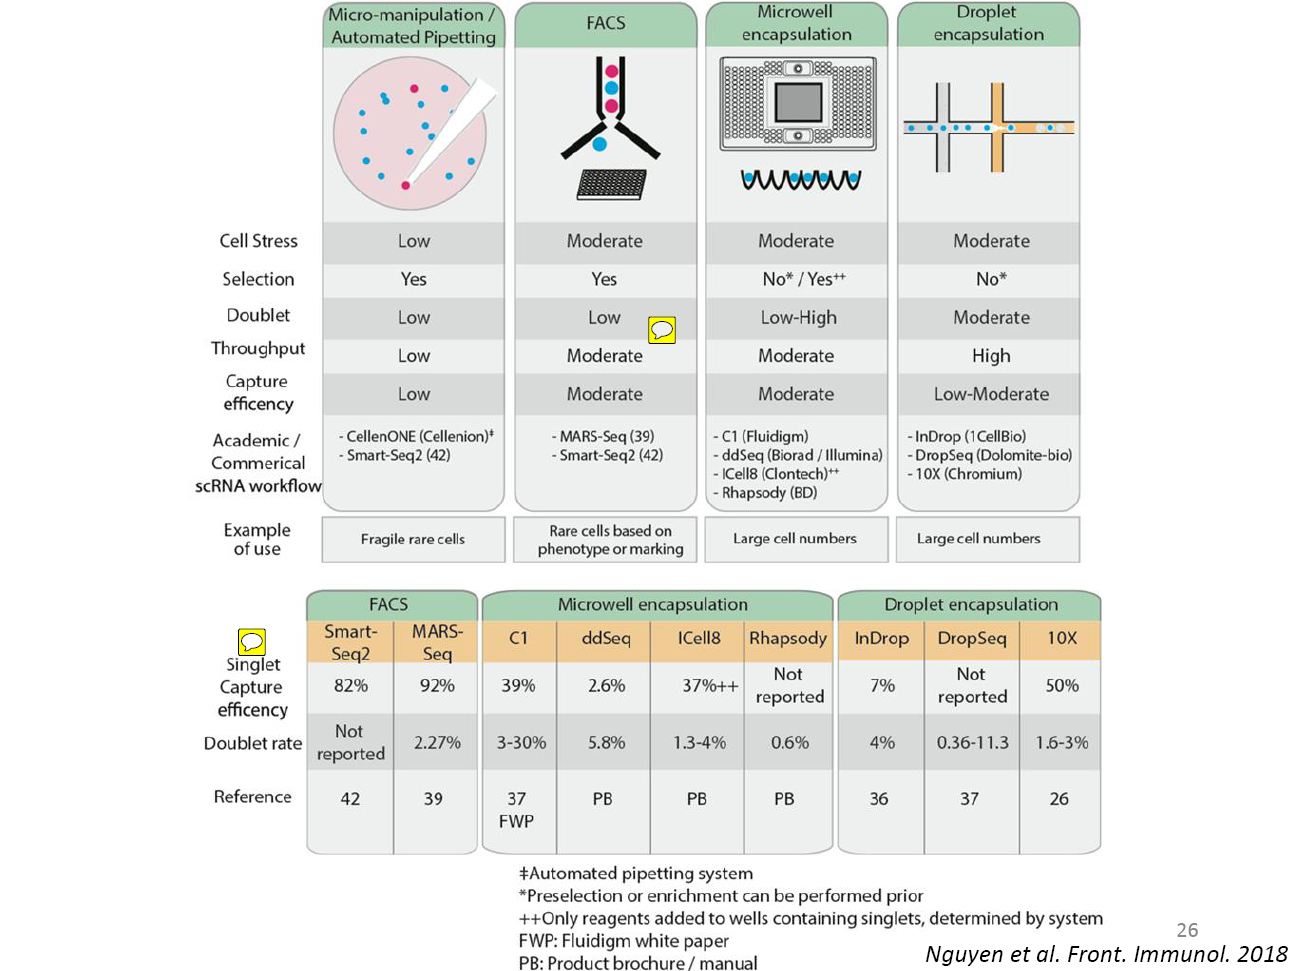 Micro-manipulation /
Automated Pipetting
FACS
Microwell
encapsulation
Droplet
encapsulation
Cell Stress Low Moderate Moderate Moderate
Selection Yes Yes No* / Yes++ No*
Doublet Low Low Low-High Moderate
Throughput Low Moderate Moderate High
Capture
efficency Low Moderate Moderate Low-Moderate
Academic /
Commerical
scRNA workflow
- CellenONE (Cellenion)‡
- Smart-Seq2 (42)
- MARS-Seq (39)
- Smart-Seq2 (42)
- C1 (Fluidigm)
- ddSeq (Biorad / Illumina)
- ICell8 (Clontech)++
- Rhapsody (BD)
- InDrop (1CellBio)
- DropSeq (Dolomite-bio)
- 10X (Chromium)
Example
of use
Fragile rare cells
Rare cells based on
phenotype or marking
Large cell numbers
Large cell numbers
FACS Microwell encapsulation Droplet encapsulation
Smart-
Seq2
MARS-
Seq
C1 ddSeq ICell8 Rhapsody InDrop DropSeq 10X
Singlet
Capture
efficency
82% 92% 39% 2.6% 37%++
Not
reported
7%
Not
reported
50%
Doublet rate
Not
reported
2.27% 3-30% 5.8% 1.3-4% 0.6% 4% 0.36-11.3 1.6-3%
Reference 42 39
37
FWP
PB PB PB 36 37 26
‡Automated pipetting system
*Preselection or enrichment can be performed prior
++Only reagents added to wells containing singlets, determined by system
FWP: Fluidigm white paper
PB: Product brochure / manual
26
Nguyen et al. Front. Immunol. 2018